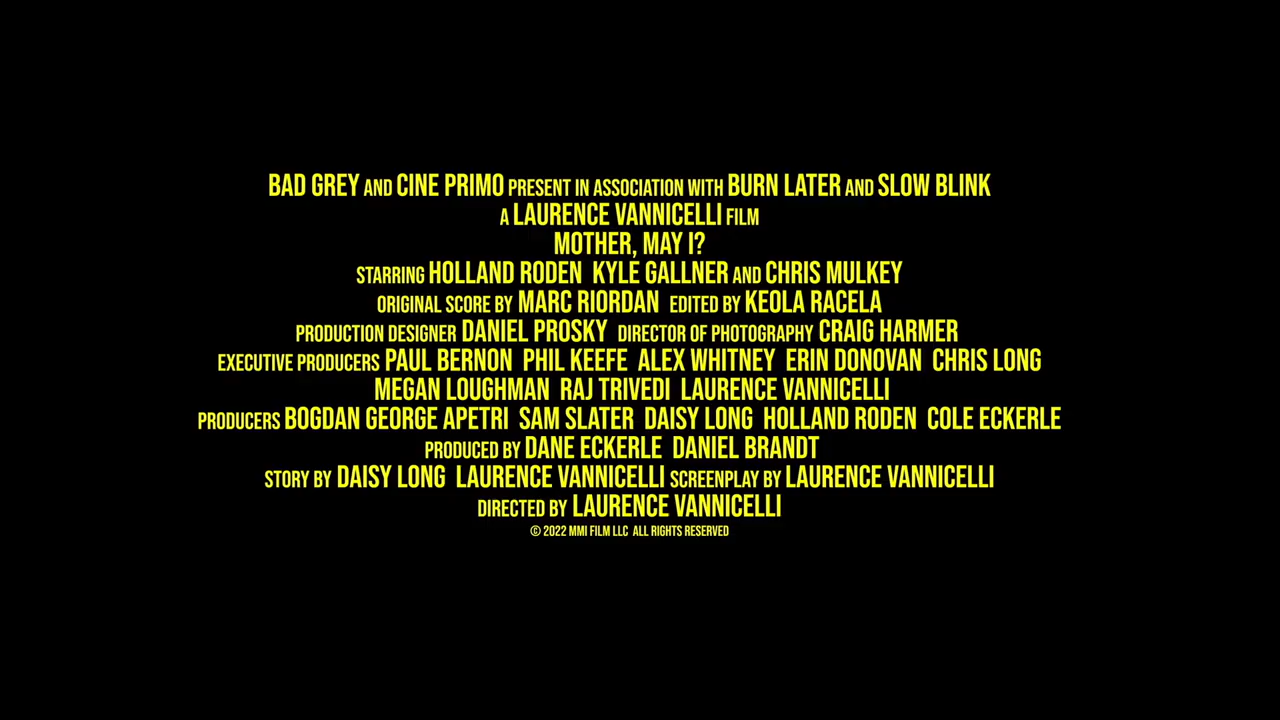 BAD GREY AND CINE PRIMO PRESENT IN ASSOCIATION WITH BURN LATER AND SLOW BLINK
A LAURENCE VANNICELLI FILM
MOTHER, MAY I?
STARRING HOLLAND RODEN KYLE GALLNER AND CHRIS MULKEY
ORIGINAL SCORE BY MARC RIORDAN EDITED BY KEOLA RACELA
PRODUCTION DESIGNER DANIEL PROSKY DIRECTOR OF PHOTOGRAPHY CRAIG HARMER
EXECUTIVE PRODUCERS PAUL BERNON PHIL KEEFE ALEX WHITNEY ERIN DONOVAN CHRIS LONG
MEGAN LOUGHMAN RAJ TRIVEDI LAURENCE VANNICELLI
PRODUCERS BOGDAN GEORGE APETRI SAM SLATER DAISY LONG HOLLAND RODEN COLE ECKERLE
PRODUCED BY DANE ECKERLE DANIEL BRANDT
STORY BY DAISY LONG LAURENCE VANNICELLI SCREENPLAY BY LAURENCE VANNICELLI
DIRECTED BY LAURENCE VANNICELLI
© 2022 MMI FILM LLC ALL RIGHTS RESERVED